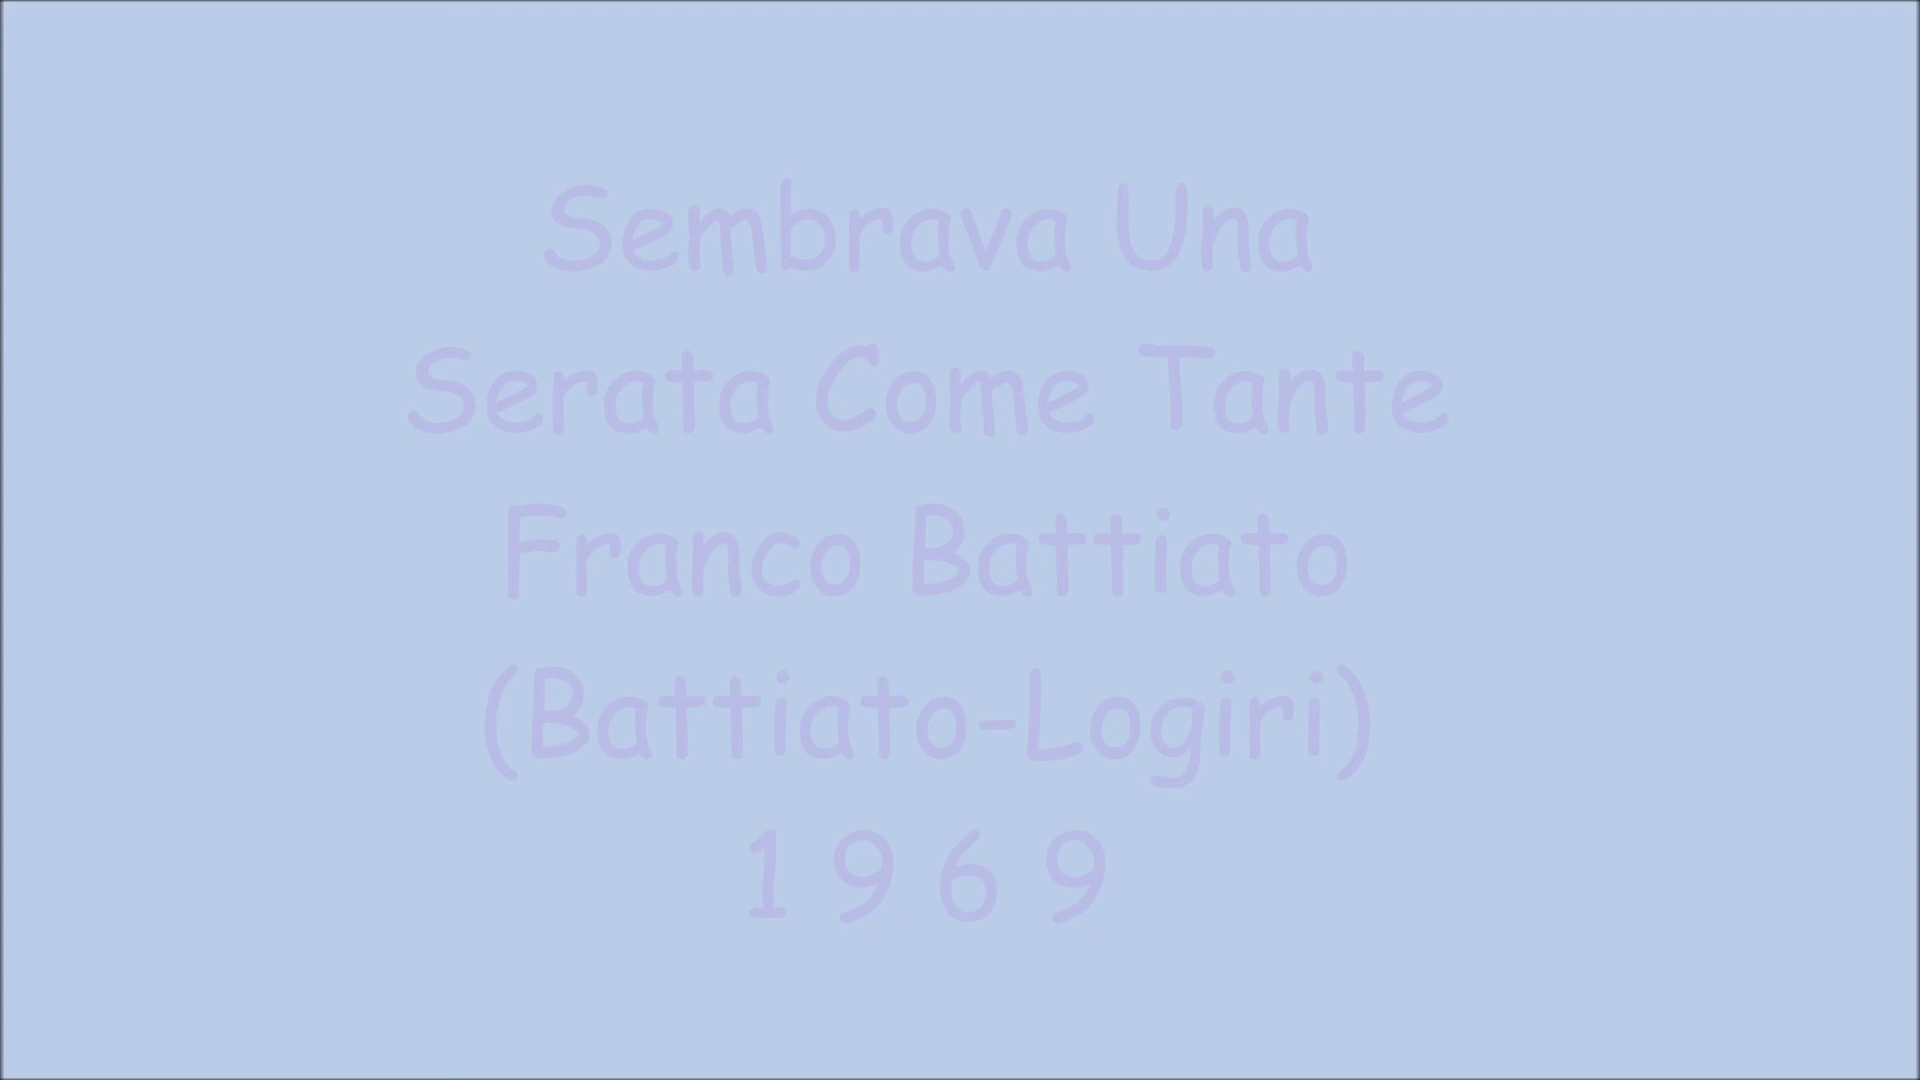 Sembrava Una
Serata Come Tante
Franco Battiato
(Battiato-Logiri)
1 9 6 9